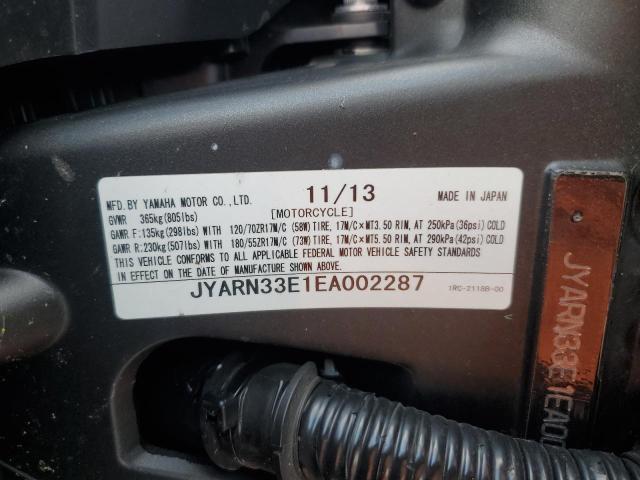 11/13
MFD. BY YAMAHA MOTOR CO.,LTD. MADE IN JAPAN
GVWR 365kg(805lbs) [MOTORCYCLE]
GAWR F:135kg(298lbs) WITH 120/70ZR17M/C (58W)TIRE, 17M/C×MT3.50 RIM, AT 250kPa(36psi)COLD
GAWR R:230kg(507lbs) WITH 180/55ZR17M/C (73W)TIRE, 17M/C×MT5.50 RIM, AT 290kPa(42psi)COLD
THIS VEHICLE CONFORMS TO ALL APPLICABLE FEDERAL MOTOR VEHICLE SAFETY STANDARDS
IN EFFECT ON THE DATE OF MANUFACTURE SHOWN ABOVE.
JYARN33E1EA002287
1RC-2118B-00
JYARN33E1EA00